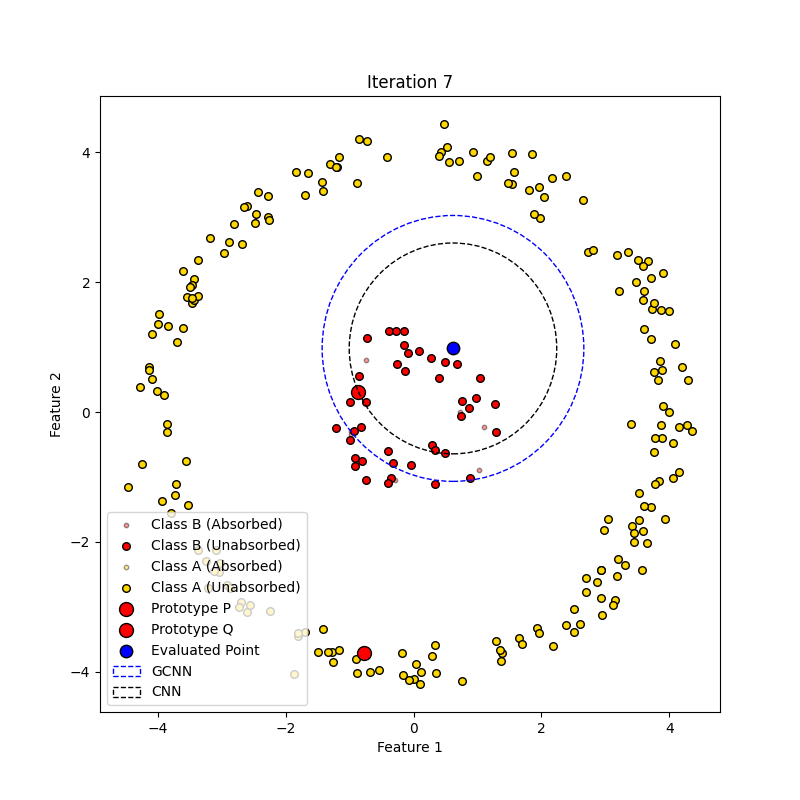 Iteration 7
4
2
0
−2
−4
Feature 2
Class B (Absorbed)
Class B (Unabsorbed)
Class A (Absorbed)
Class A (Unabsorbed)
Prototype P
Prototype Q
Evaluated Point
GCNN
CNN
−4 −2 0 2 4
Feature 1